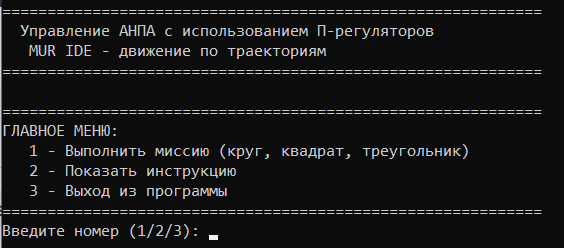 ============================================================
  Управление АНПА с использованием П-регуляторов
   MUR IDE - движение по траекториям
============================================================
============================================================
ГЛАВНОЕ МЕНЮ:
   1 - Выполнить миссию (круг, квадрат, треугольник)
   2 - Показать инструкцию
   3 - Выход из программы
============================================================
Введите номер (1/2/3):